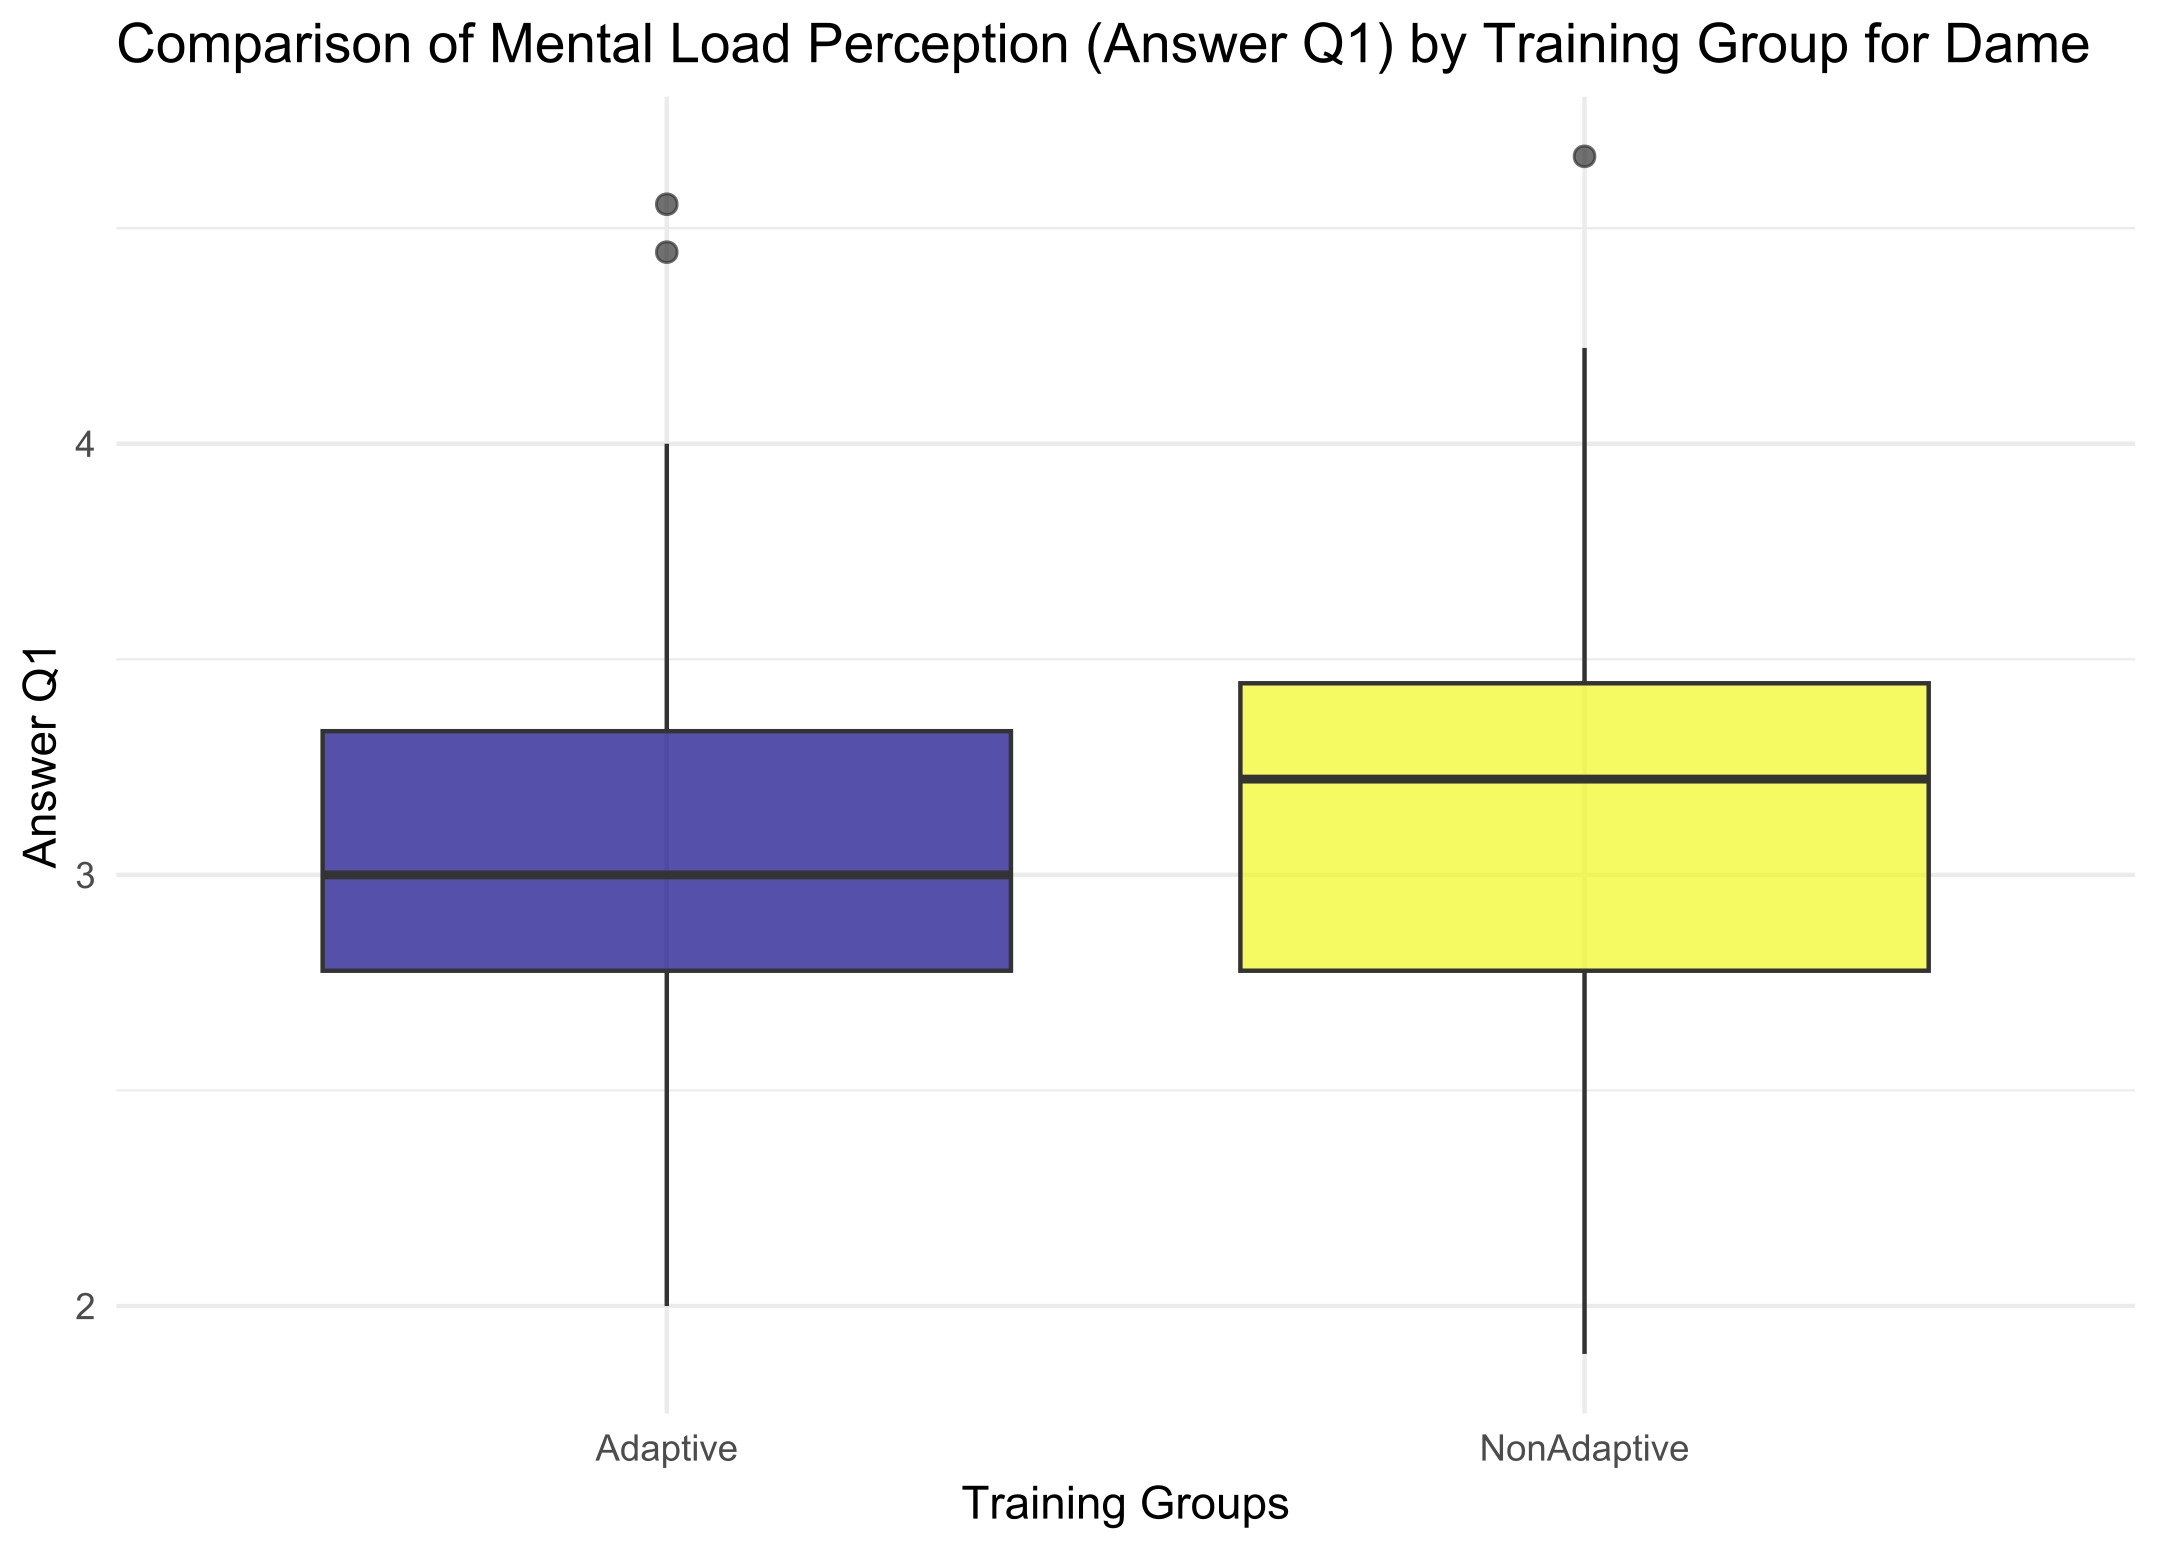 Comparison of Mental Load Perception (Answer Q1) by Training Group for Dame
Answer Q1
4
3
2
Adaptive
NonAdaptive
Training Groups